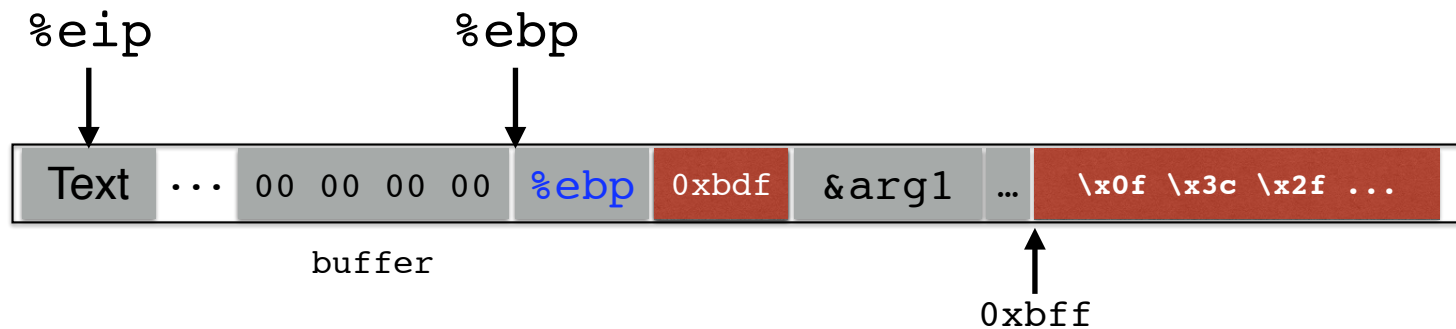 %eip %ebp
Text ... 00 00 00 00 %ebp 0xbdf &arg1 … \x0f \x3c \x2f ...
buffer
0xbff